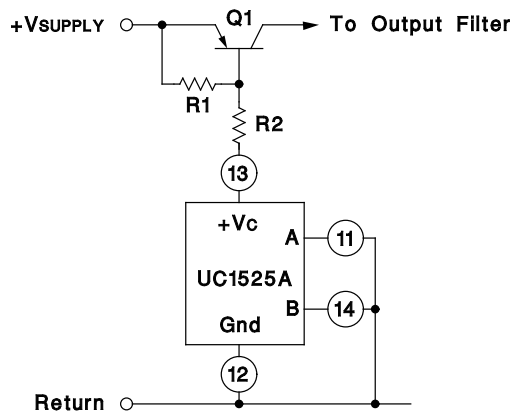 +VSUPPLY
Q1
To Output Filter
R1
R2
13
+Vc
A
11
UC1525A
B
14
Gnd
12
Return